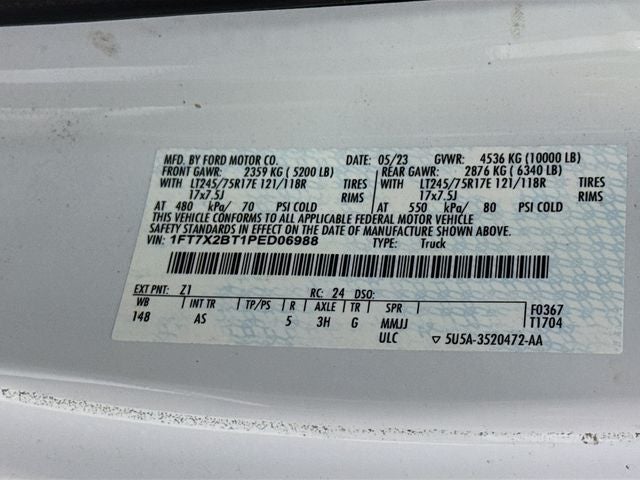 MFD. BY FORD MOTOR CO. DATE: 05/23 GVWR: 4536 KG (10000 LB)
FRONT GAWR: 2359 KG (5200 LB) REAR GAWR: 2876 KG (6340 LB)
WITH LT245/75R17E 121/118R TIRES WITH LT245/75R17E 121/118R TIRES
17x7.5J RIMS 17x7.5J RIMS
AT 480 kPa/ 70 PSI COLD AT 550 kPa/ 80 PSI COLD
THIS VEHICLE CONFORMS TO ALL APPLICABLE FEDERAL MOTOR VEHICLE
SAFETY STANDARDS IN EFFECT ON THE DATE OF MANUFACTURE SHOWN ABOVE.
VIN: 1FT7X2BT1PED06988 TYPE: Truck
EXT PNT: Z1 RC: 24 DSO:
WB INT TR TP/PS R AXLE TR SPR F0367
148 AS 5 3H G MMJJ T1704
ULC ▽ 5U5A-3520472-AA